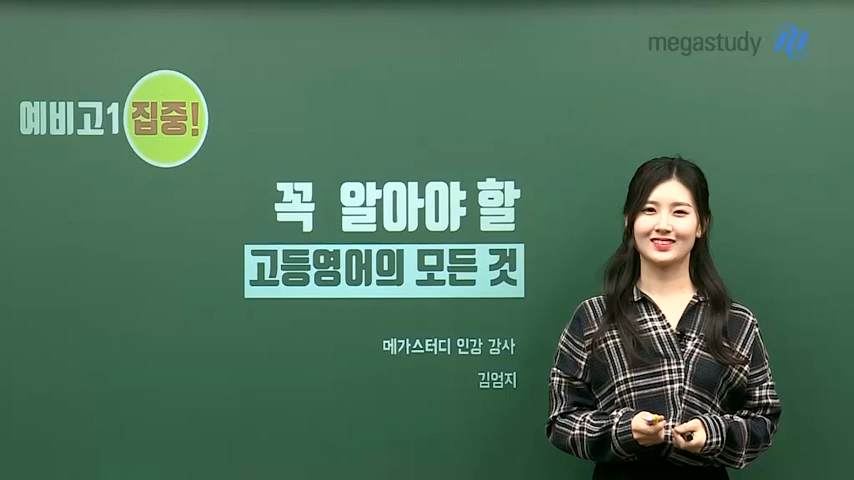 megastudy
예비고1 집중!
꼭 알아야 할
고등영어의 모든 것
메가스터디 인강 강사
김엄지